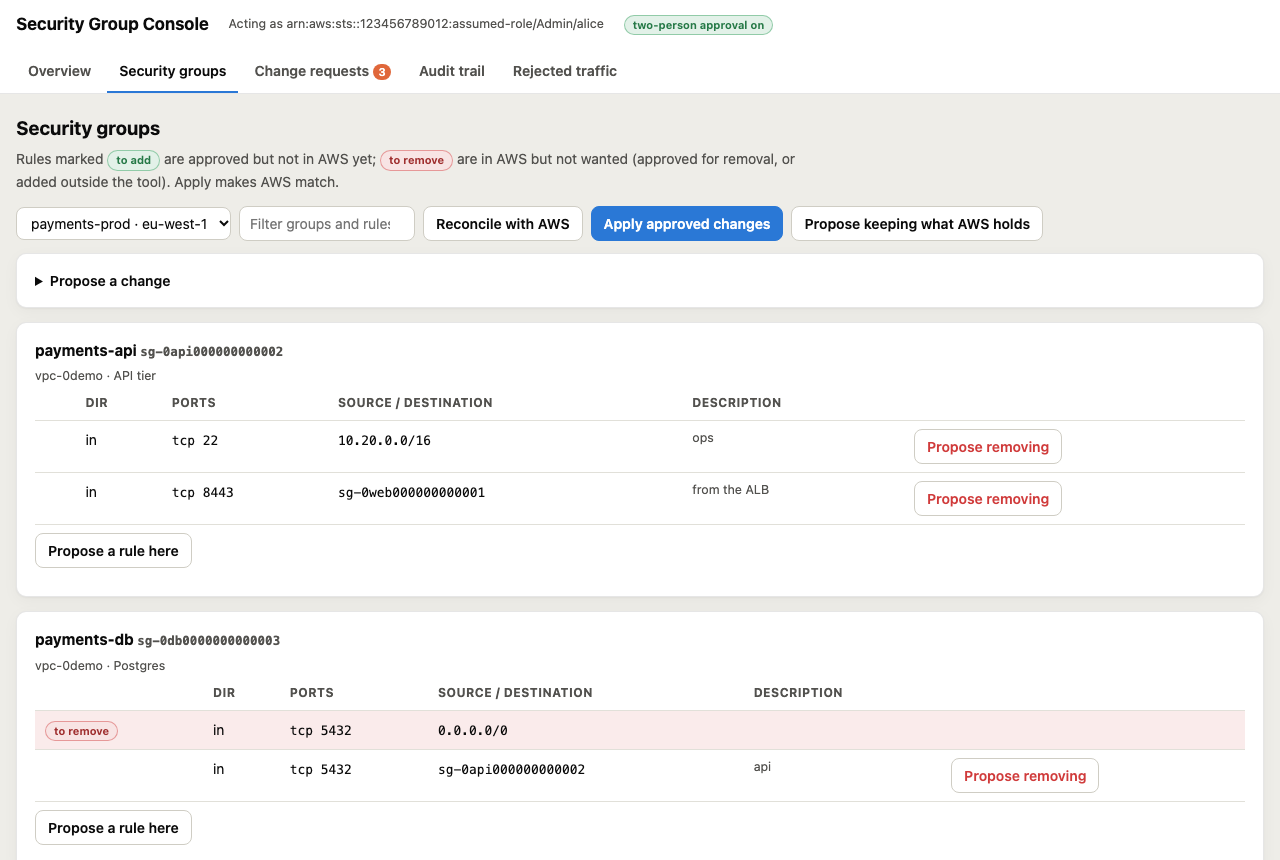 Security Group Console Acting as arn:aws:sts::123456789012:assumed-role/Admin/alice two-person approval on
Overview Security groups Change requests 3 Audit trail Rejected traffic
Security groups
Rules marked to add are approved but not in AWS yet; to remove are in AWS but not wanted (approved for removal, or
added outside the tool). Apply makes AWS match.
payments-prod · eu-west-1 Filter groups and rules Reconcile with AWS Apply approved changes Propose keeping what AWS holds
Propose a change
payments-api sg-0api000000000002
vpc-0demo · API tier
DIR PORTS SOURCE / DESTINATION DESCRIPTION
in tcp 22 10.20.0.0/16 ops Propose removing
in tcp 8443 sg-0web000000000001 from the ALB Propose removing
Propose a rule here
payments-db sg-0db0000000000003
vpc-0demo · Postgres
DIR PORTS SOURCE / DESTINATION DESCRIPTION
to remove in tcp 5432 0.0.0.0/0
in tcp 5432 sg-0api000000000002 api Propose removing
Propose a rule here